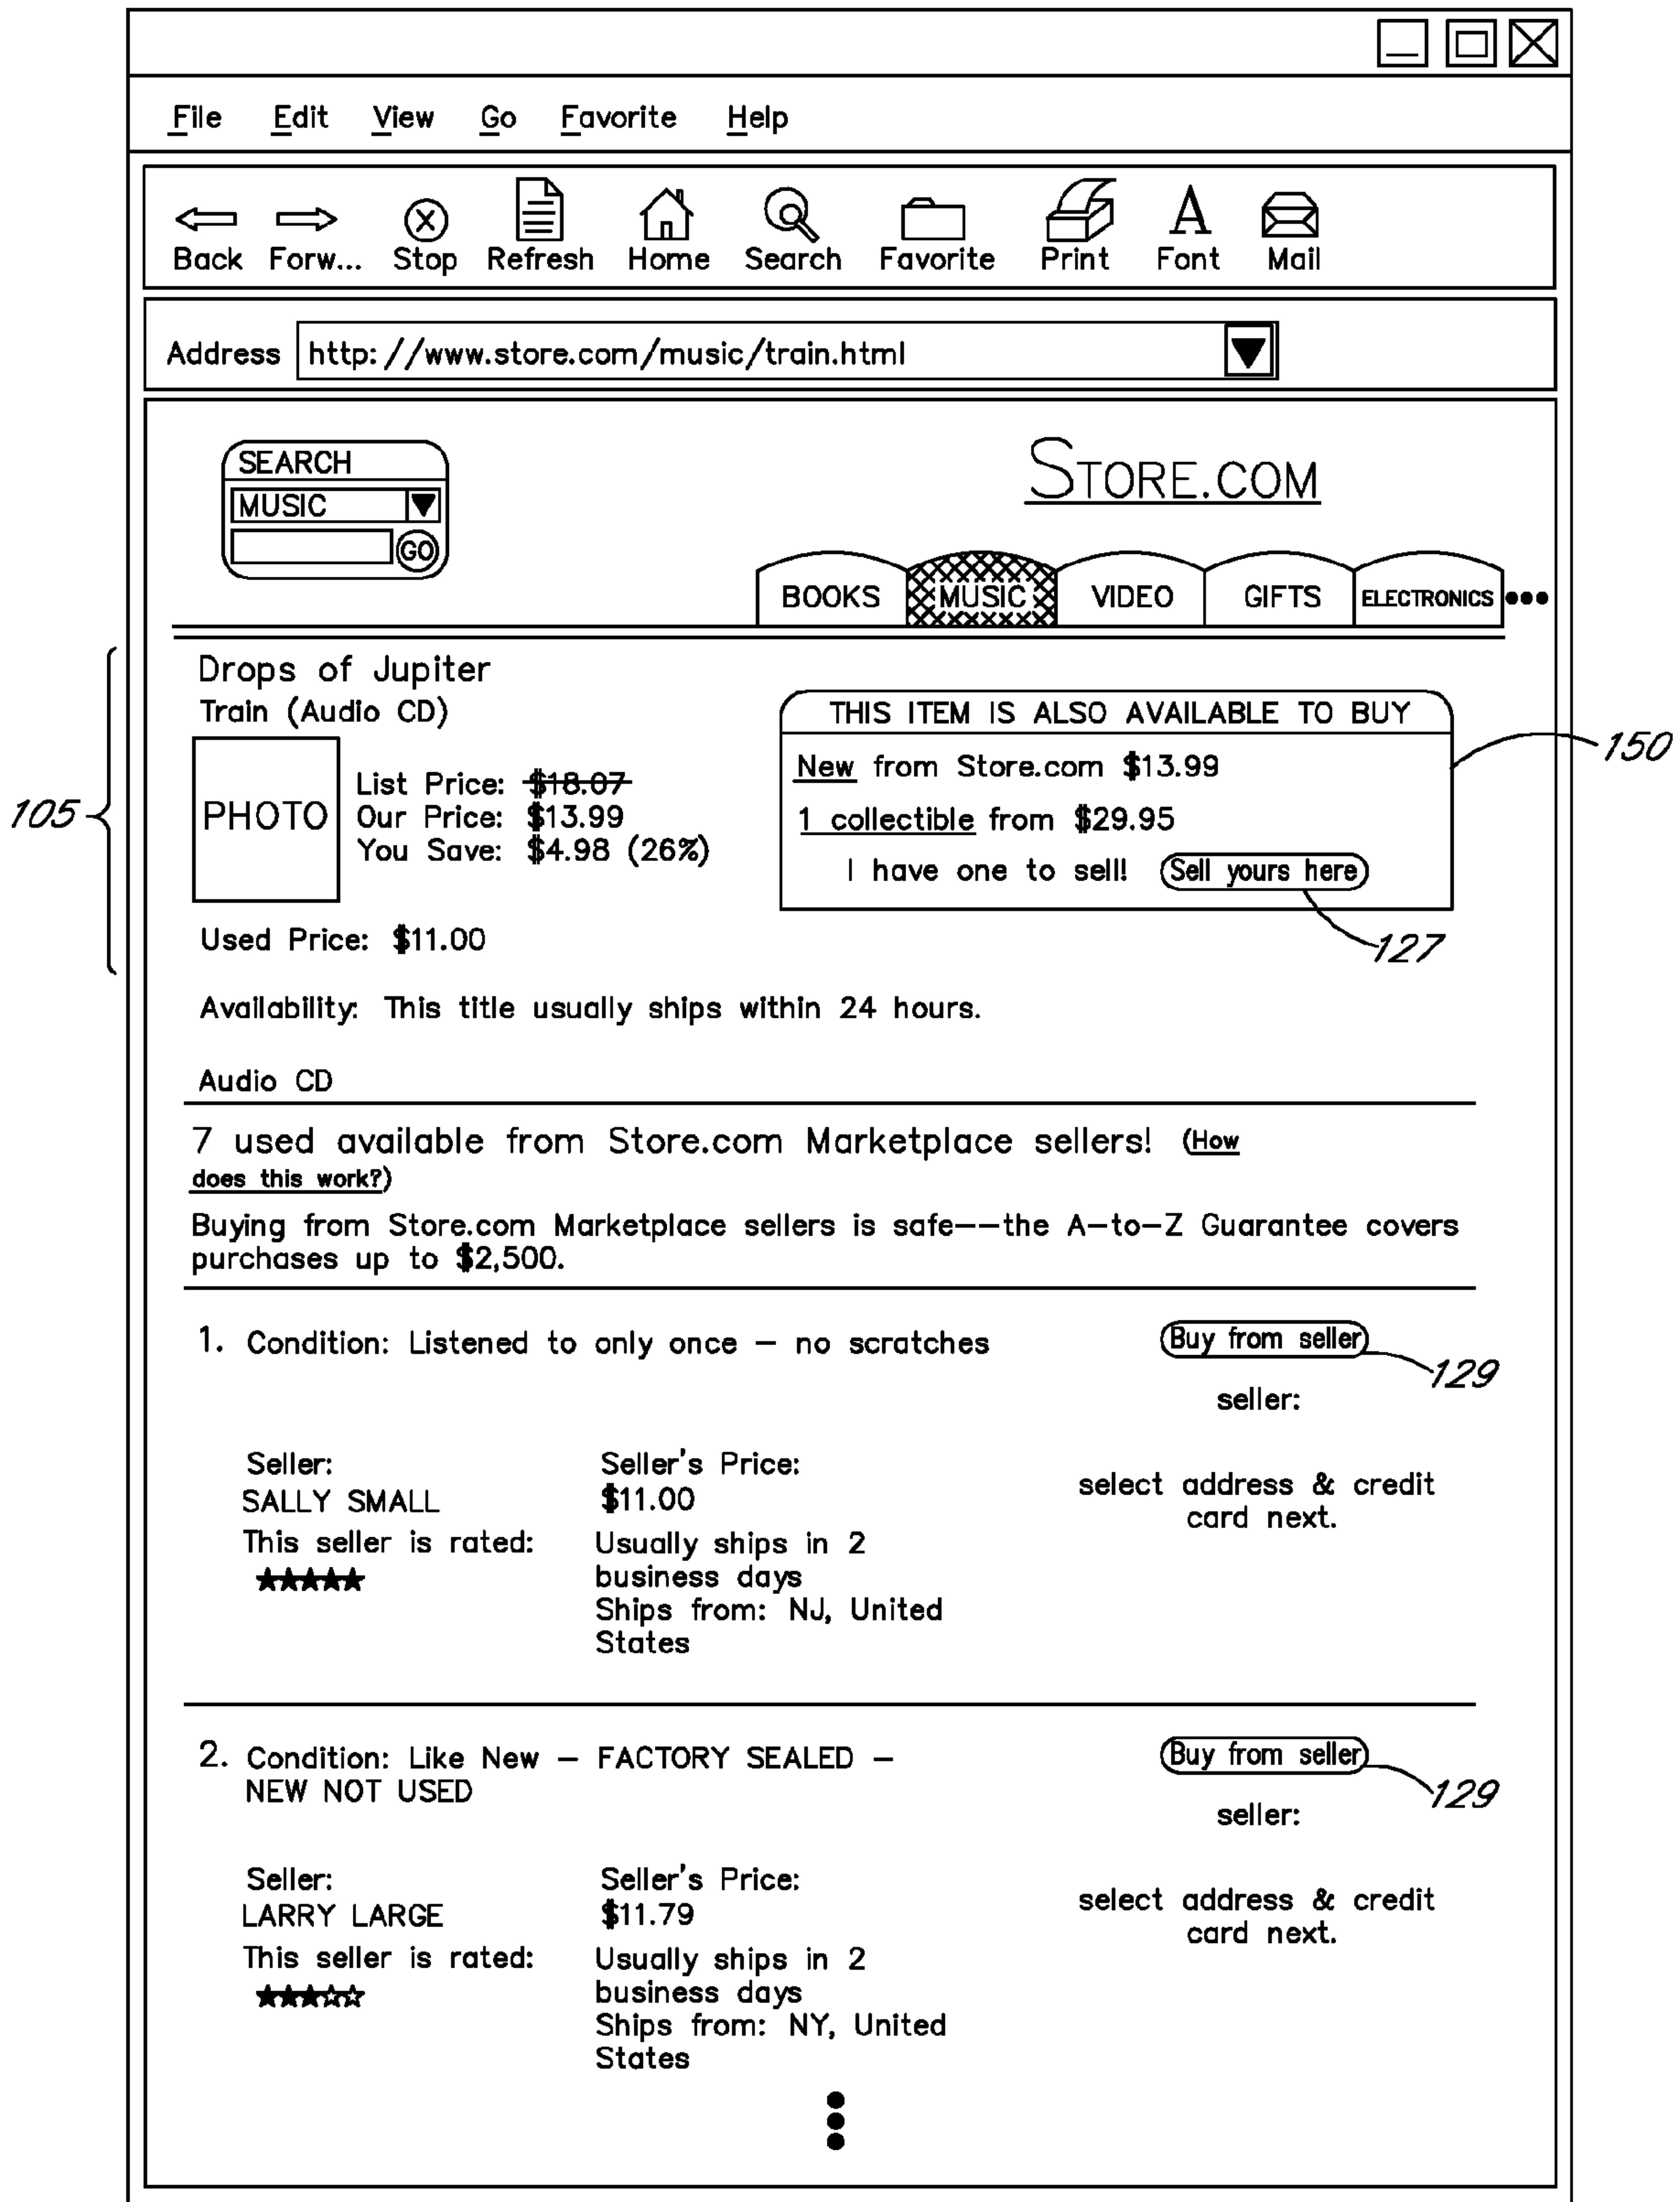 File Edit View Go Favorite Help
Back Forw... Stop Refresh Home Search Favorite Print Font Mail
Address http://www.store.com/music/train.html
SEARCH
MUSIC
GO
STORE.COM
BOOKS MUSIC VIDEO GIFTS ELECTRONICS
105
Drops of Jupiter
Train (Audio CD)
PHOTO
List Price: $18.07
Our Price: $13.99
You Save: $4.98 (26%)
Used Price: $11.00
THIS ITEM IS ALSO AVAILABLE TO BUY
New from Store.com $13.99
1 collectible from $29.95
I have one to sell! Sell yours here
150
127
Availability: This title usually ships within 24 hours.
Audio CD
7 used available from Store.com Marketplace sellers! (How
does this work?)
Buying from Store.com Marketplace sellers is safe--the A-to-Z Guarantee covers
purchases up to $2,500.
1. Condition: Listened to only once – no scratches
Buy from seller
129
seller:
Seller:
SALLY SMALL
This seller is rated:
Seller's Price:
$11.00
Usually ships in 2
business days
Ships from: NJ, United
States
select address & credit
card next.
2. Condition: Like New – FACTORY SEALED –
NEW NOT USED
Buy from seller
129
seller:
Seller:
LARRY LARGE
This seller is rated:
Seller's Price:
$11.79
Usually ships in 2
business days
Ships from: NY, United
States
select address & credit
card next.